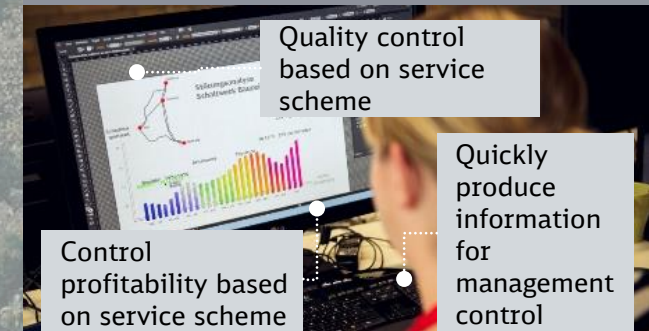 Quality control
based on service
scheme
Quickly
produce
information
for
management
control
Control
profitability based
on service scheme